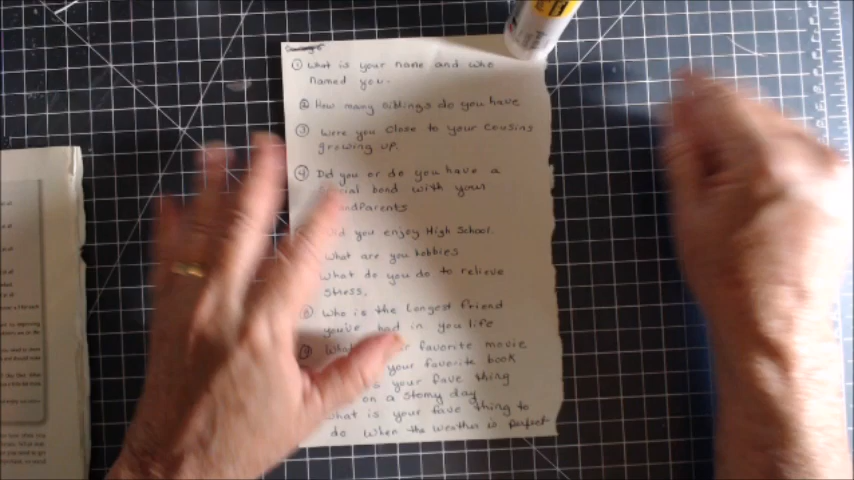 ① What is your name and who
named you-
② How many siblings do you have
③ Were you close to your cousins
growing up.
④ Did you or do you have a
bond with your
Did you enjoy High School.
What are you hobbies
What do you do to relieve
Stress.
⑧ Who is the longest friend
you've had in you life
⑨ favorite movie
your favorite book
your fave thing
on a stomy day
What is your fave thing to
do when the weather is perfect